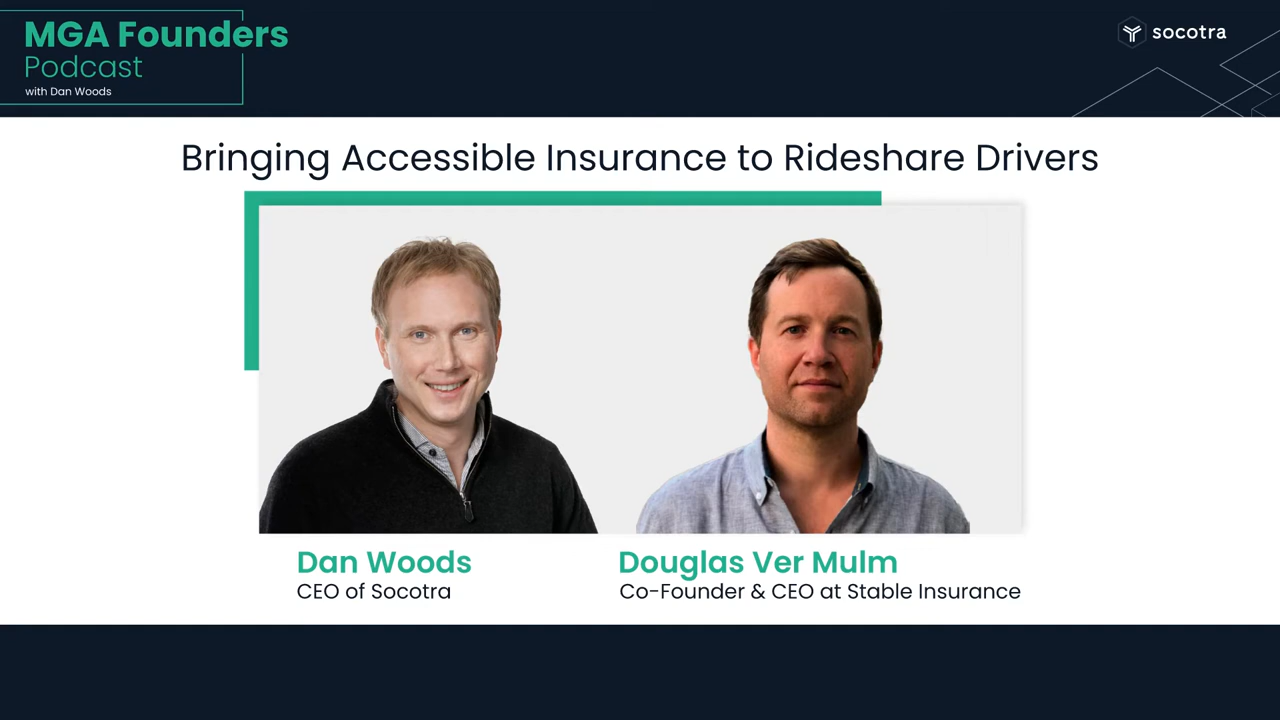 MGA Founders
Podcast
with Dan Woods
socotra
Bringing Accessible Insurance to Rideshare Drivers
Dan Woods
CEO of Socotra
Douglas Ver Mulm
Co-Founder & CEO at Stable Insurance